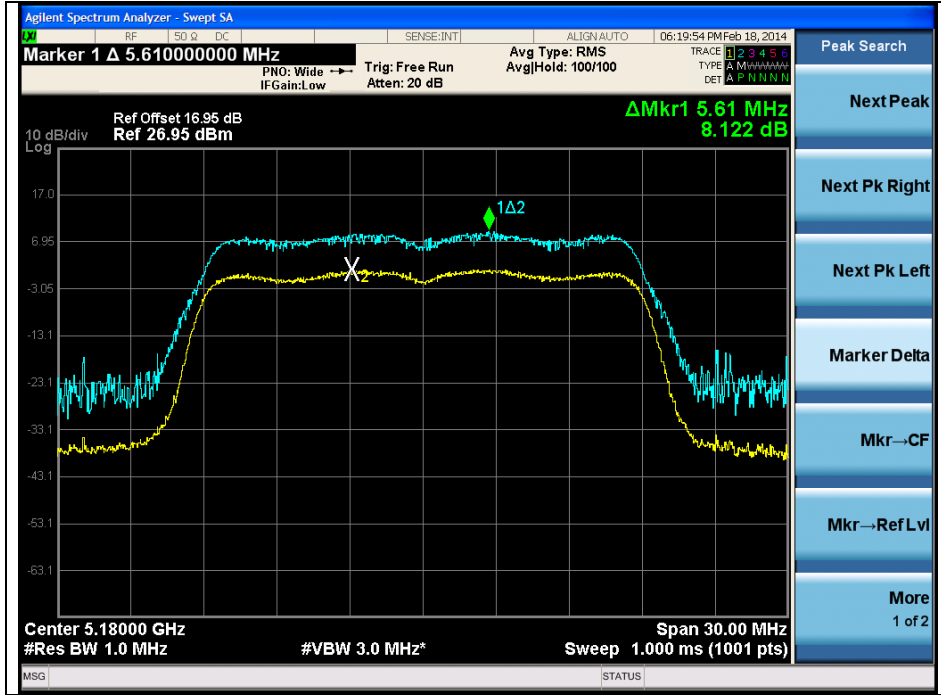 Agilent Spectrum Analyzer - Swept SA
LXI RF 50 Ω DC SENSE:INT ALIGN AUTO 06:19:54 PM Feb 18, 2014
Marker 1 Δ 5.610000000 MHz
PNO: Wide
IFGain:Low
Trig: Free Run
Atten: 20 dB
Avg Type: RMS
Avg|Hold: 100/100
TRACE 1 2 3 4 5 6
TYPE A M W W W W
DET A P N N N N
Peak Search
ΔMkr1 5.61 MHz
8.122 dB
Ref Offset 16.95 dB
10 dB/div Ref 26.95 dBm
Log
17.0
6.95
-3.05
-13.1
-23.1
-33.1
-43.1
-53.1
-63.1
1Δ2
X2
Center 5.18000 GHz Span 30.00 MHz
#Res BW 1.0 MHz #VBW 3.0 MHz* Sweep 1.000 ms (1001 pts)
MSG STATUS
Next Peak
Next Pk Right
Next Pk Left
Marker Delta
Mkr→CF
Mkr→Ref Lvl
More
1 of 2